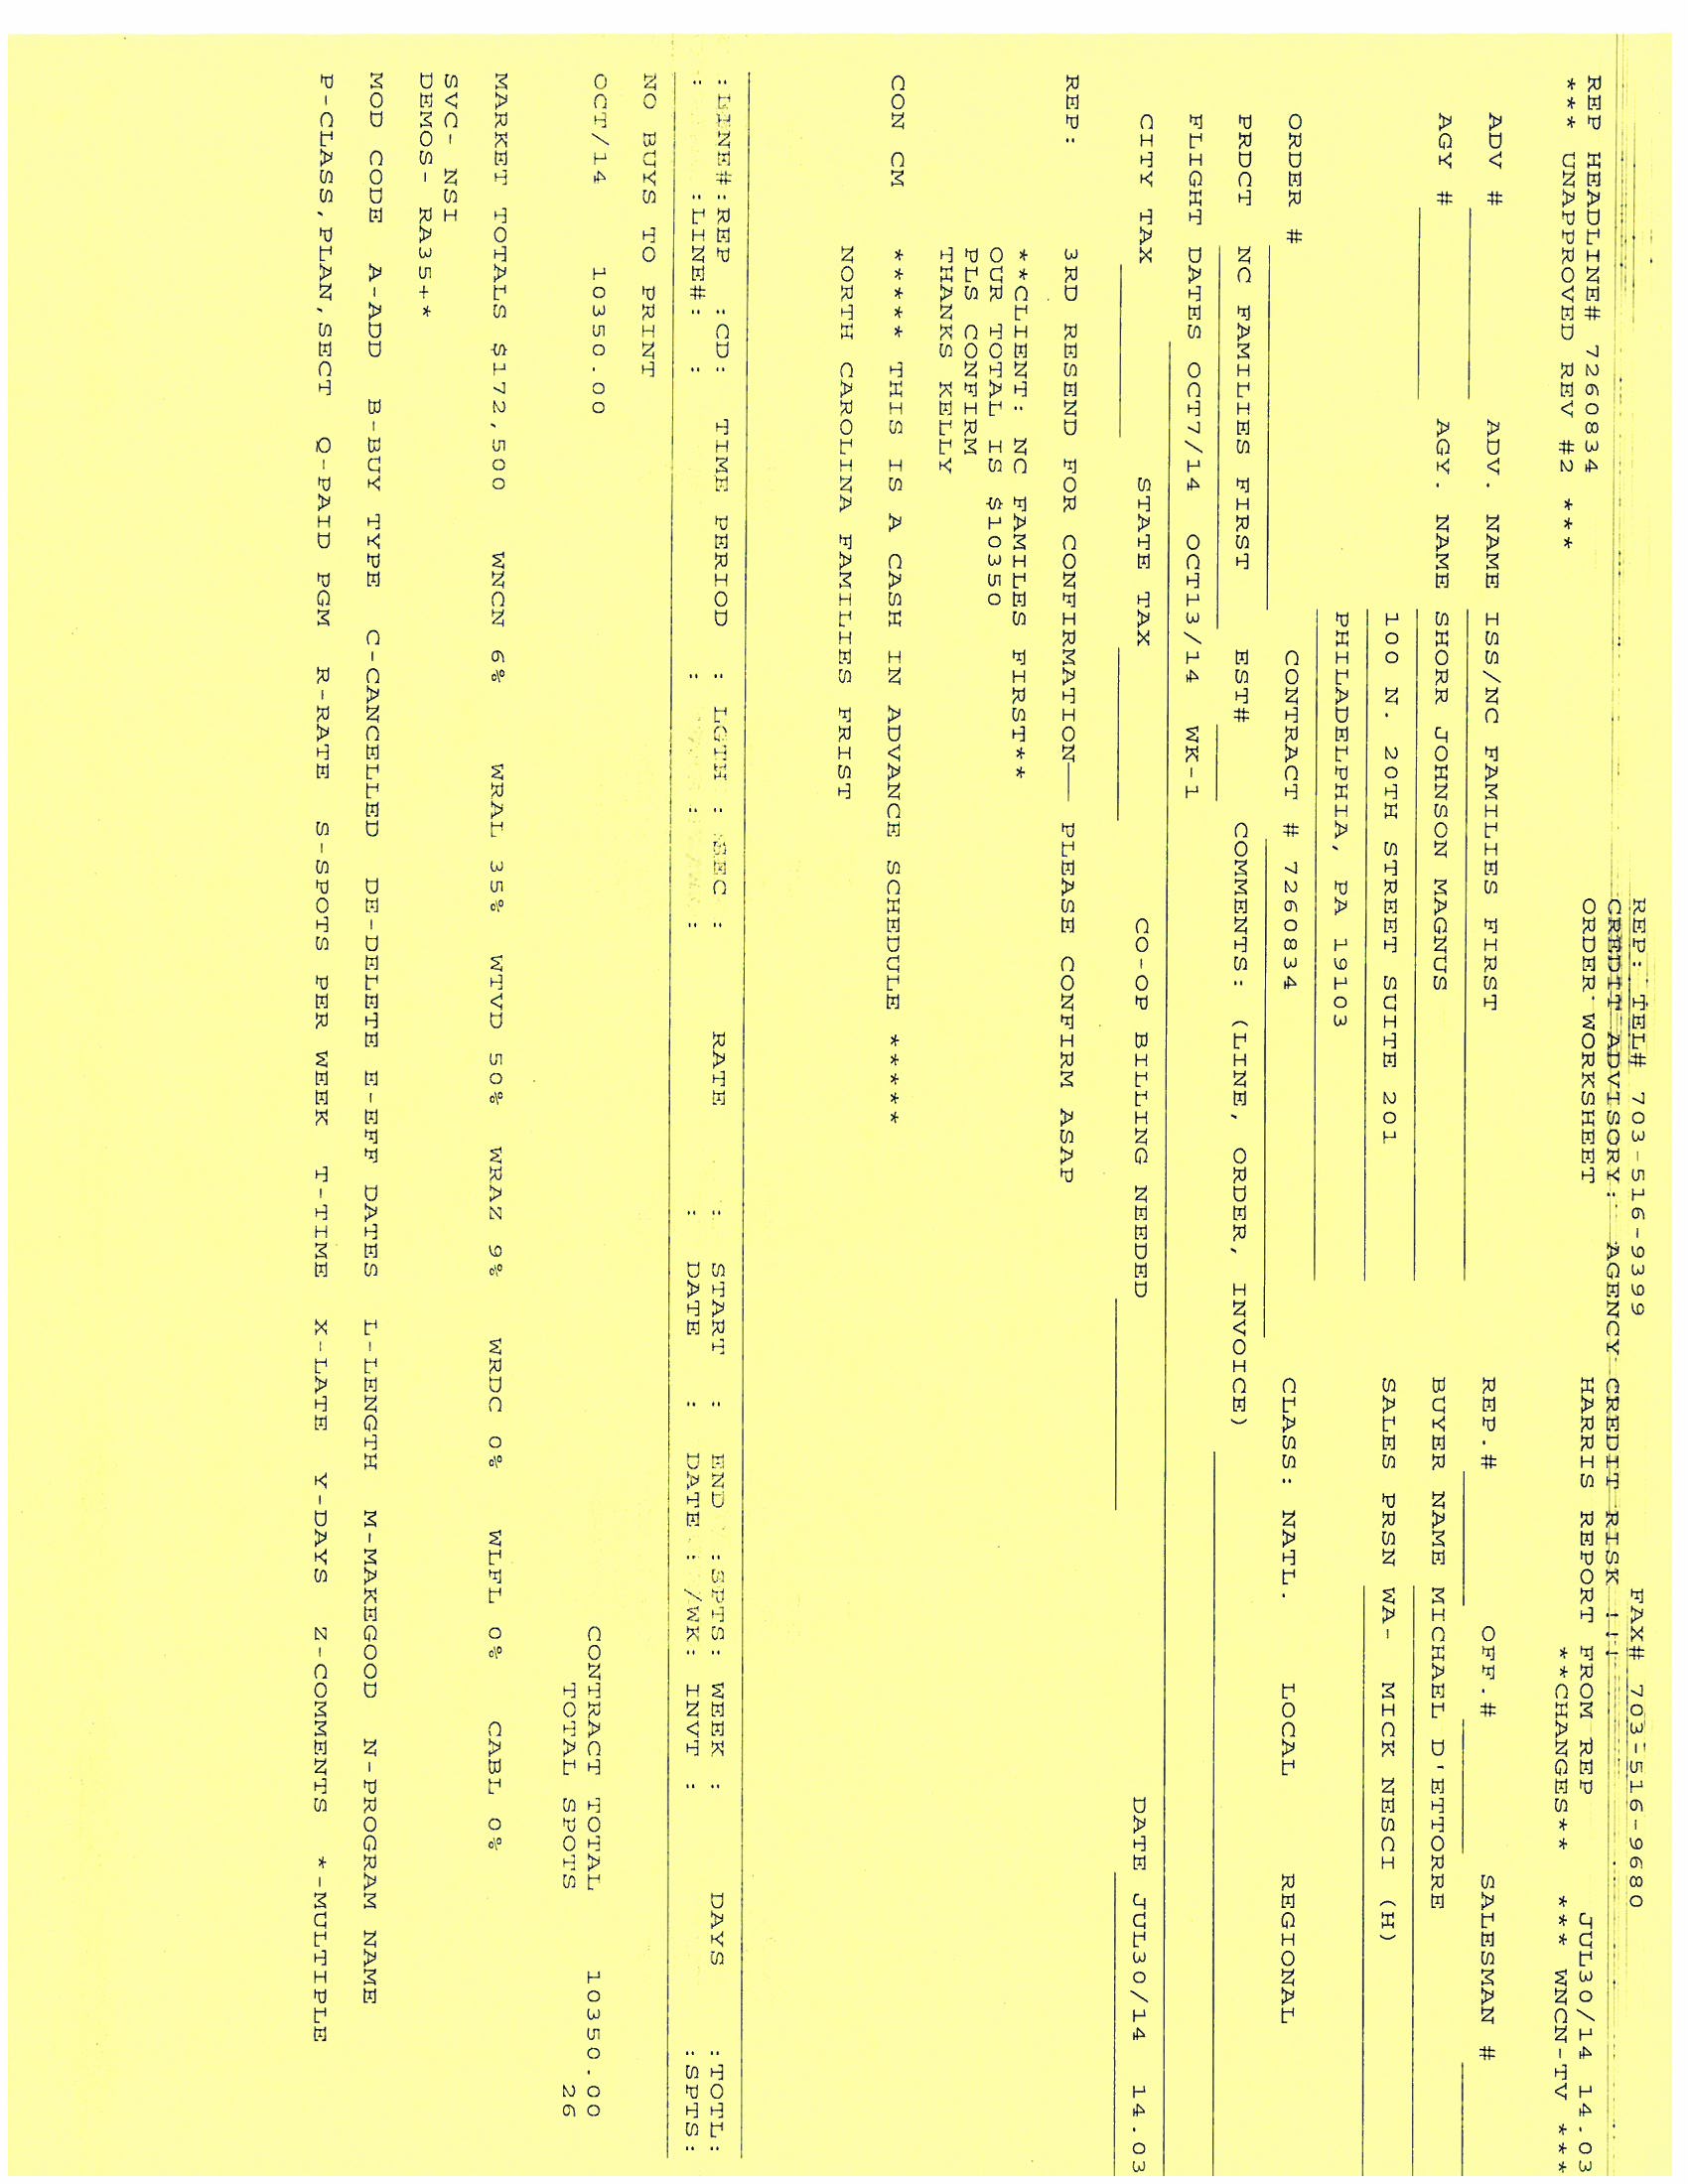 REP: TEL# 703-516-9399 FAX# 703-516-9680
CREDIT ADVISORY: AGENCY CREDIT RISK !!!
REP HEADLINE# 7260834 ORDER WORKSHEET HARRIS REPORT FROM REP JUL30/14 14.03
*** UNAPPROVED REV #2 *** **CHANGES** *** WNCN-TV ***
ADV # ADV. NAME ISS/NC FAMILIES FIRST REP.# OFF.# SALESMAN #
AGY # AGY. NAME SHORR JOHNSON MAGNUS BUYER NAME MICHAEL D'ETTORRE
100 N. 20TH STREET SUITE 201 SALES PRSN WA- MICK NESCI (H)
PHILADELPHIA, PA 19103
ORDER # CONTRACT # 7260834 CLASS: NATL. LOCAL REGIONAL
PRDCT NC FAMILIES FIRST EST# COMMENTS: (LINE, ORDER, INVOICE)
FLIGHT DATES OCT7/14 OCT13/14 WK-1
CITY TAX STATE TAX CO-OP BILLING NEEDED DATE JUL30/14 14.03
REP: 3RD RESEND FOR CONFIRMATION—— PLEASE CONFIRM ASAP
**CLIENT: NC FAMILES FIRST**
OUR TOTAL IS $10350
PLS CONFIRM
THANKS KELLY
CON CM ***** THIS IS A CASH IN ADVANCE SCHEDULE *****
NORTH CAROLINA FAMILIES FRIST
:LINE#:REP :CD: TIME PERIOD : LGTH : SEC : RATE : START : END :SPTS: WEEK : DAYS :TOTL:
: :LINE#: : : : : : DATE : DATE : /WK: INVT : :SPTS:
NO BUYS TO PRINT
OCT/14 10350.00 CONTRACT TOTAL 10350.00
TOTAL SPOTS 26
MARKET TOTALS $172,500 WNCN 6% WRAL 35% WTVD 50% WRAZ 9% WRDC 0% WLFL 0% CABL 0%
SVC- NSI
DEMOS- RA35+*
MOD CODE A-ADD B-BUY TYPE C-CANCELLED DE-DELETE E-EFF DATES L-LENGTH M-MAKEGOOD N-PROGRAM NAME
P-CLASS,PLAN,SECT Q-PAID PGM R-RATE S-SPOTS PER WEEK T-TIME X-LATE Y-DAYS Z-COMMENTS *-MULTIPLE